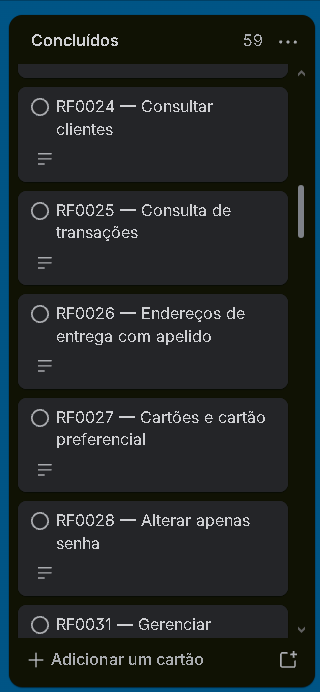 Concluídos 59
RF0024 — Consultar
clientes
RF0025 — Consulta de
transações
RF0026 — Endereços de
entrega com apelido
RF0027 — Cartões e cartão
preferencial
RF0028 — Alterar apenas
senha
RF0031 — Gerenciar
Adicionar um cartão